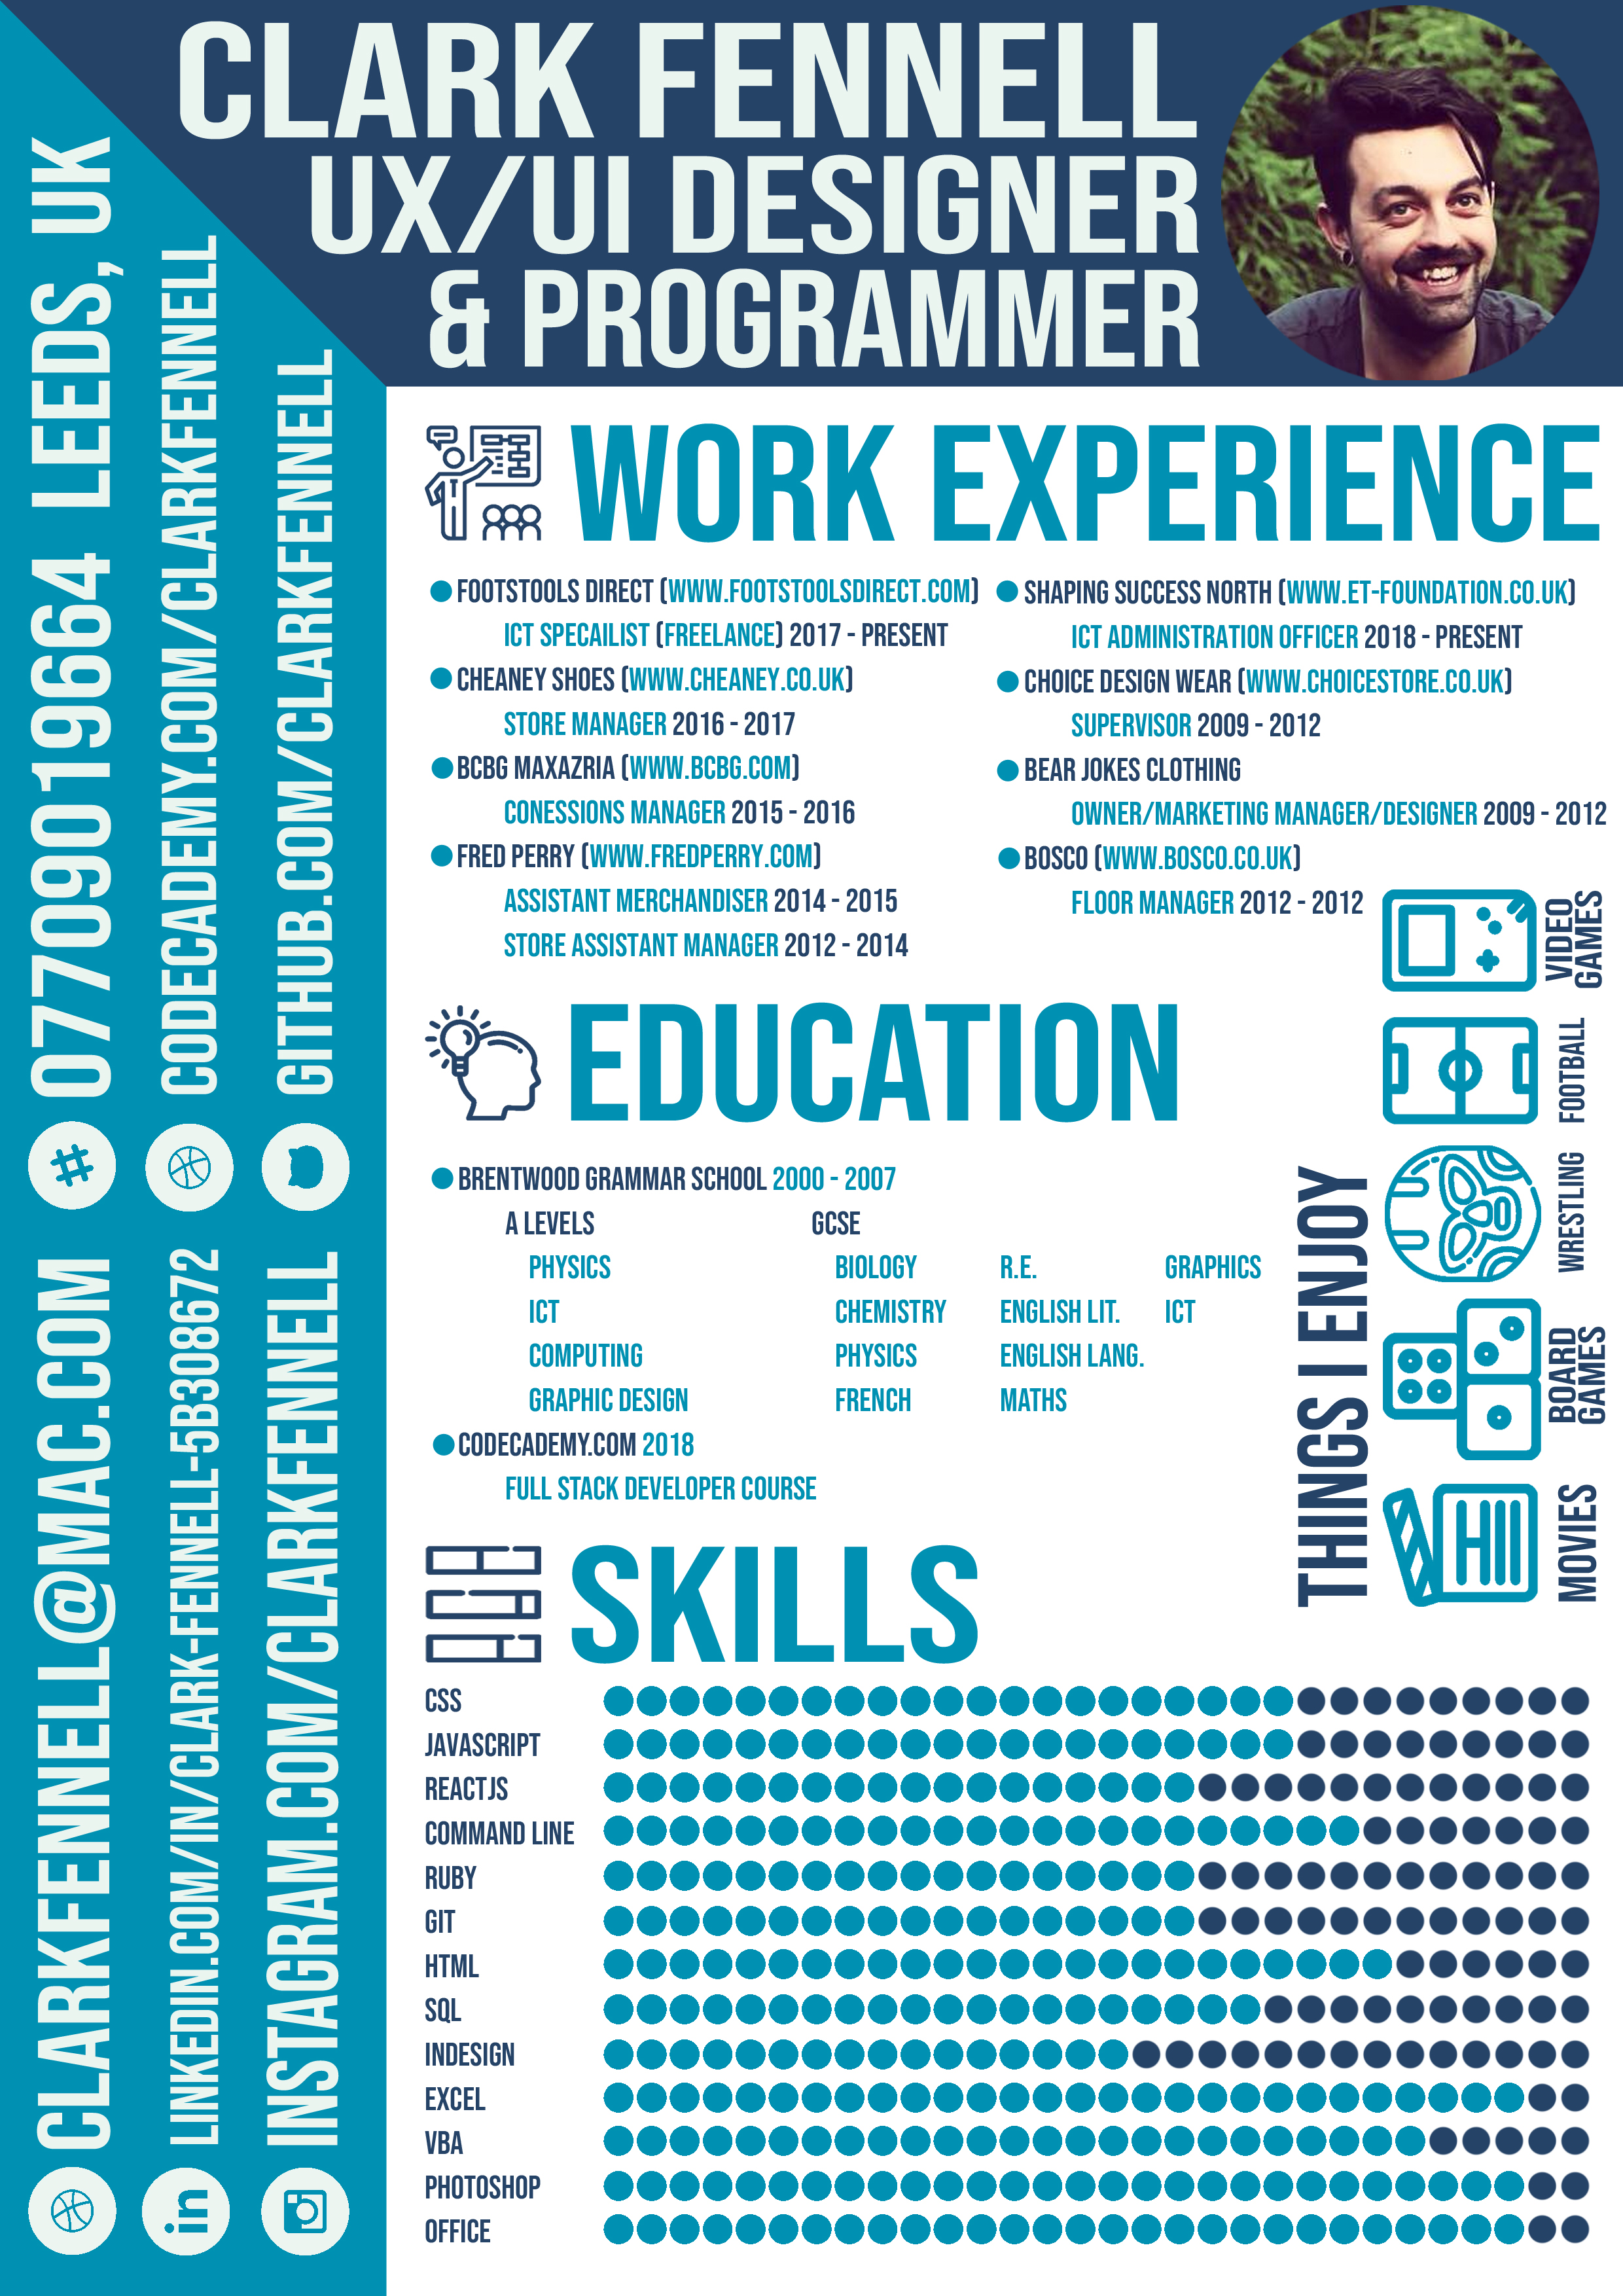 CLARK FENNELL
UX/UI DESIGNER
& PROGRAMMER
07709019664 LEEDS, UK
CODECADEMY.COM/CLARKFENNELL
GITHUB.COM/CLARKFENNELL
CLARKFENNELL@MAC.COM
LINKEDIN.COM/IN/CLARK-FENNELL-5B308672
INSTAGRAM.COM/CLARKFENNELL
WORK EXPERIENCE
FOOTSTOOLS DIRECT (WWW.FOOTSTOOLSDIRECT.COM)
ICT SPECAILIST (FREELANCE) 2017 - PRESENT
CHEANEY SHOES (WWW.CHEANEY.CO.UK)
STORE MANAGER 2016 - 2017
BCBG MAXAZRIA (WWW.BCBG.COM)
CONESSIONS MANAGER 2015 - 2016
FRED PERRY (WWW.FREDPERRY.COM)
ASSISTANT MERCHANDISER 2014 - 2015
STORE ASSISTANT MANAGER 2012 - 2014
SHAPING SUCCESS NORTH (WWW.ET-FOUNDATION.CO.UK)
ICT ADMINISTRATION OFFICER 2018 - PRESENT
CHOICE DESIGN WEAR (WWW.CHOICESTORE.CO.UK)
SUPERVISOR 2009 - 2012
BEAR JOKES CLOTHING
OWNER/MARKETING MANAGER/DESIGNER 2009 - 2012
BOSCO (WWW.BOSCO.CO.UK)
FLOOR MANAGER 2012 - 2012
EDUCATION
BRENTWOOD GRAMMAR SCHOOL 2000 - 2007
A LEVELS GCSE
PHYSICS BIOLOGY R.E. GRAPHICS
ICT CHEMISTRY ENGLISH LIT. ICT
COMPUTING PHYSICS ENGLISH LANG.
GRAPHIC DESIGN FRENCH MATHS
CODECADEMY.COM 2018
FULL STACK DEVELOPER COURSE
THINGS I ENJOY
VIDEO
GAMES
FOOTBALL
WRESTLING
BOARD
GAMES
MOVIES
SKILLS
CSS
JAVASCRIPT
REACTJS
COMMAND LINE
RUBY
GIT
HTML
SQL
INDESIGN
EXCEL
VBA
PHOTOSHOP
OFFICE